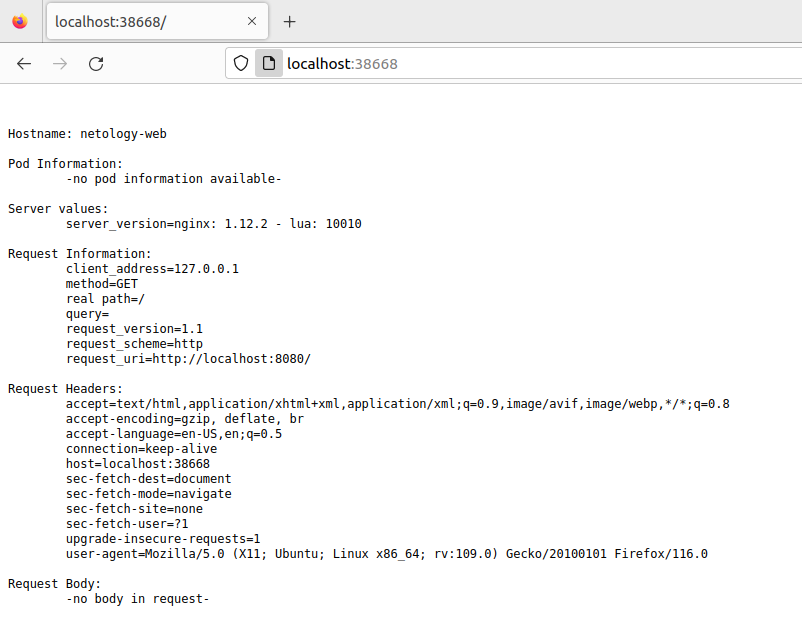 localhost:38668/
localhost:38668
Hostname: netology-web
Pod Information:
-no pod information available-
Server values:
server_version=nginx: 1.12.2 - lua: 10010
Request Information:
client_address=127.0.0.1
method=GET
real path=/
query=
request_version=1.1
request_scheme=http
request_uri=http://localhost:8080/
Request Headers:
accept=text/html,application/xhtml+xml,application/xml;q=0.9,image/avif,image/webp,*/*;q=0.8
accept-encoding=gzip, deflate, br
accept-language=en-US,en;q=0.5
connection=keep-alive
host=localhost:38668
sec-fetch-dest=document
sec-fetch-mode=navigate
sec-fetch-site=none
sec-fetch-user=?1
upgrade-insecure-requests=1
user-agent=Mozilla/5.0 (X11; Ubuntu; Linux x86_64; rv:109.0) Gecko/20100101 Firefox/116.0
Request Body:
-no body in request-